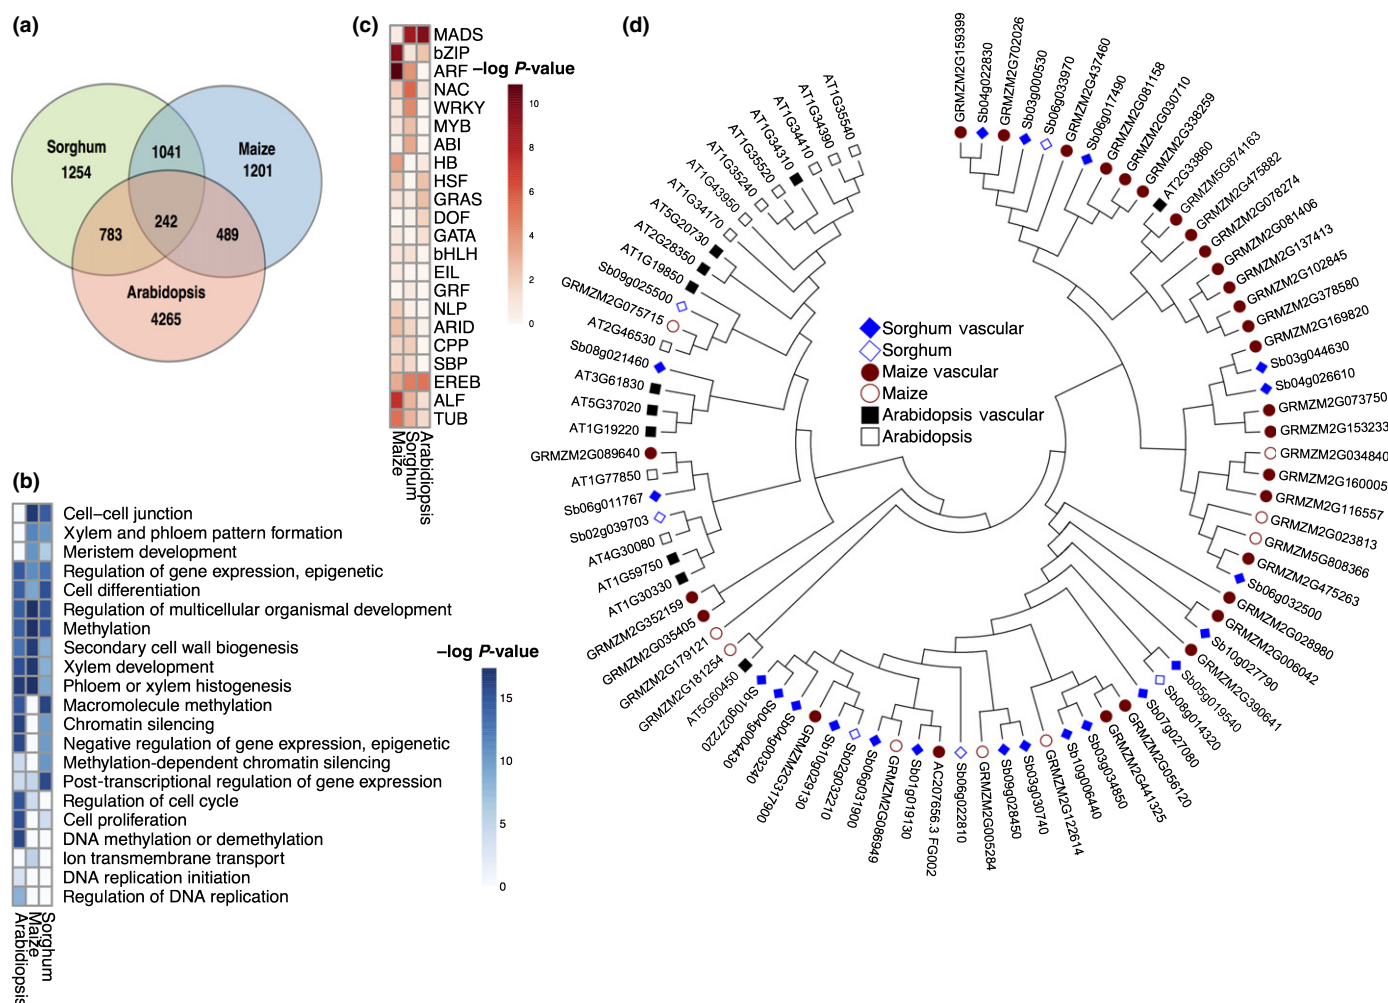 (a)
Sorghum
1254
1041
Maize
1201
242
783
489
Arabidopsis
4265
(b)
Cell–cell junction
Xylem and phloem pattern formation
Meristem development
Regulation of gene expression, epigenetic
Cell differentiation
Regulation of multicellular organismal development
Methylation
Secondary cell wall biogenesis
Xylem development
Phloem or xylem histogenesis
Macromolecule methylation
Chromatin silencing
Negative regulation of gene expression, epigenetic
Methylation-dependent chromatin silencing
Post-transcriptional regulation of gene expression
Regulation of cell cycle
Cell proliferation
DNA methylation or demethylation
Ion transmembrane transport
DNA replication initiation
Regulation of DNA replication
Arabidiopsis
Maize
Sorghum
–log P-value
15
10
5
0
(c)
MADS
bZIP
ARF
NAC
WRKY
MYB
ABI
HB
HSF
GRAS
DOF
GATA
bHLH
EIL
GRF
NLP
ARID
CPP
SBP
EREB
ALF
TUB
Maize
Sorghum
Arabidopsis
–log P-value
10
8
6
4
2
0
(d)
Sorghum vascular
Sorghum
Maize vascular
Maize
Arabidopsis vascular
Arabidopsis
GRMZM2G159399
Sb04g022830
GRMZM2G702026
Sb03g000530
Sb06g033970
GRMZM2G437460
Sb06g017490
GRMZM2G081158
GRMZM2G030710
GRMZM2G338259
AT2G33860
GRMZM5G874163
GRMZM2G475882
GRMZM2G078274
GRMZM2G081406
GRMZM2G137413
GRMZM2G102845
GRMZM2G378580
GRMZM2G169820
Sb03g044630
Sb04g026610
GRMZM2G073750
GRMZM2G153233
GRMZM2G034840
GRMZM2G160005
GRMZM2G116557
GRMZM2G023813
GRMZM5G808366
GRMZM2G475263
Sb06g032500
GRMZM2G028980
GRMZM2G006042
Sb10g027790
GRMZM2G390641
Sb05g019540
Sb08g014320
Sb07g027080
GRMZM2G056120
GRMZM2G441325
Sb03g034850
Sb10g006440
GRMZM2G122614
Sb03g030740
Sb09g028450
GRMZM2G005284
Sb06g022810
AC207656.3 FG002
Sb01g019130
GRMZM2G086949
Sb06g031900
Sb02g032210
Sb10g029130
GRMZM2G317900
Sb04g003240
Sb04g000430
Sb10g027220
AT5G60450
GRMZM2G181254
GRMZM2G179121
GRMZM2G035405
GRMZM2G352159
AT1G30330
AT1G59750
AT4G30080
Sb02g039703
Sb06g011767
AT1G77850
GRMZM2G089640
AT1G19220
AT5G37020
AT3G61830
Sb08g021460
AT2G46530
GRMZM2G075715
Sb09g025500
AT1G19850
AT2G28350
AT5G20730
AT1G34170
AT1G43950
AT1G35240
AT1G35520
AT1G34310
AT1G34410
AT1G34390
AT1G35540